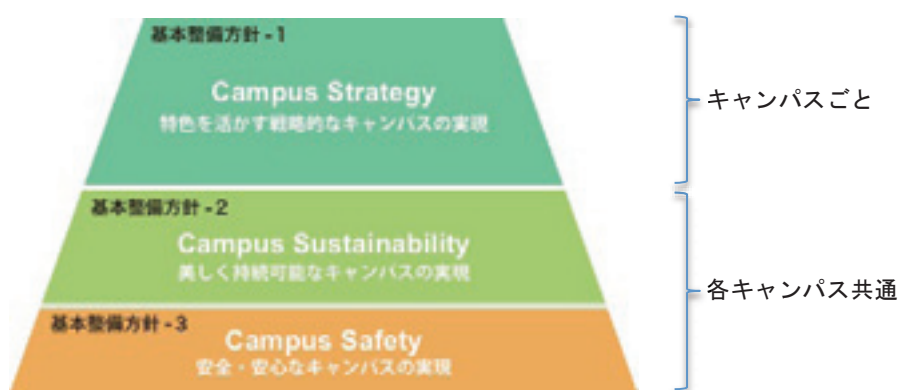 基本整備方針 - 1
Campus Strategy
特色を活かす戦略的なキャンパスの実現
キャンパスごと
基本整備方針 - 2
Campus Sustainability
美しく持続可能なキャンパスの実現
各キャンパス共通
基本整備方針 - 3
Campus Safety
安全・安心なキャンパスの実現